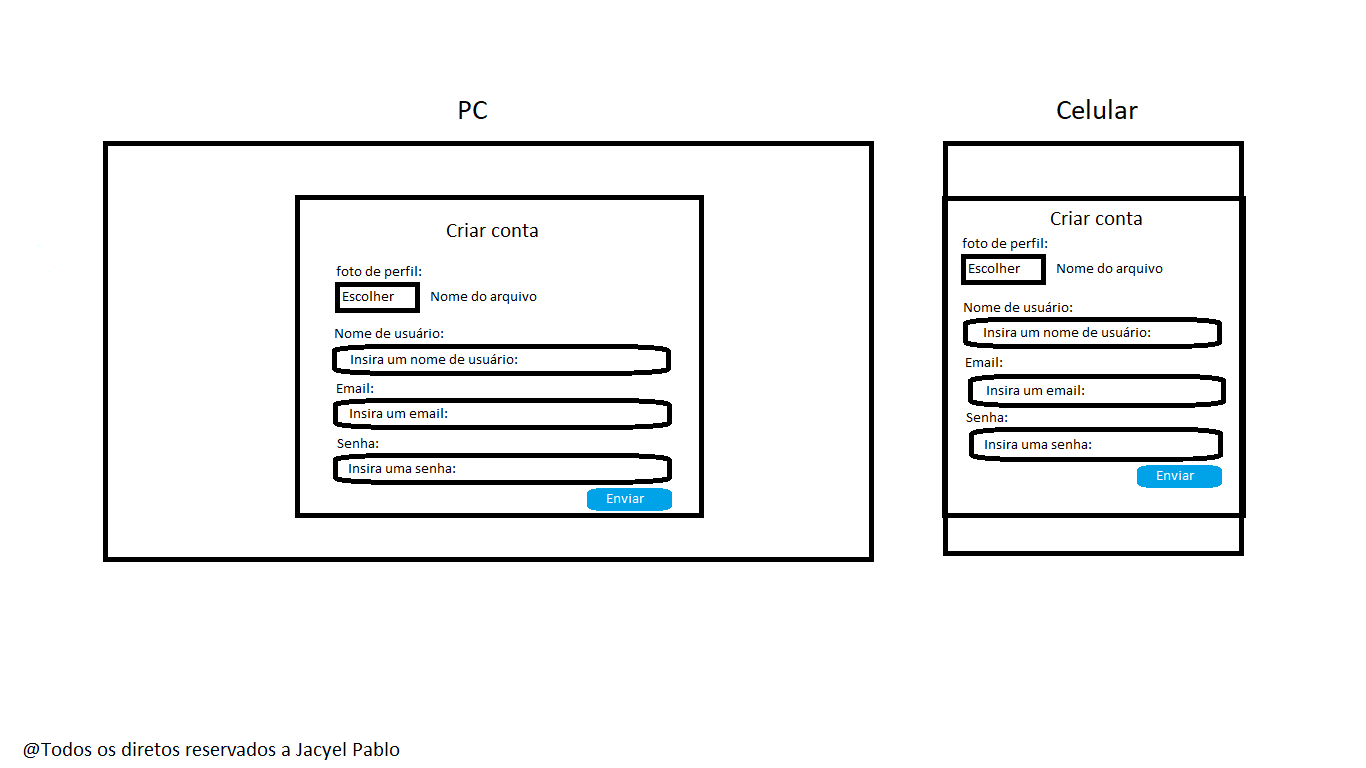 PC
Criar conta
foto de perfil:
Escolher
Nome do arquivo
Nome de usuário:
Insira um nome de usuário:
Email:
Insira um email:
Senha:
Insira uma senha:
Enviar
Celular
Criar conta
foto de perfil:
Escolher
Nome do arquivo
Nome de usuário:
Insira um nome de usuário:
Email:
Insira um email:
Senha:
Insira uma senha:
Enviar
@Todos os diretos reservados a Jacyel Pablo